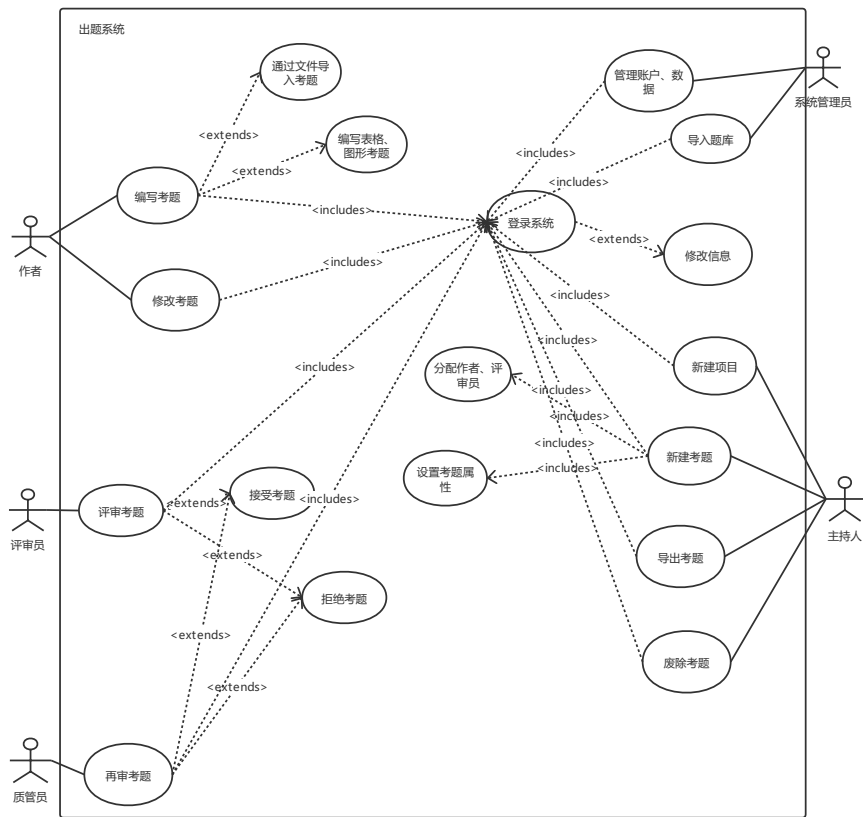 出题系统
通过文件导
入考题
管理账户、数
据
系统管理员
<extends>
编写表格、
图形考题
导入题库
<includes>
<extends>
<includes>
编写考题
<includes>
登录系统
<extends>
修改信息
作者
<includes>
修改考题
<includes>
<includes>
新建项目
<includes>
分配作者、评
审员
<includes>
<includes>
<includes>
新建考题
设置考题属
性
<includes>
接受考题
<includes>
<extends>
评审考题
评审员
主持人
<extends>
导出考题
拒绝考题
<extends>
废除考题
<extends>
再审考题
质管员